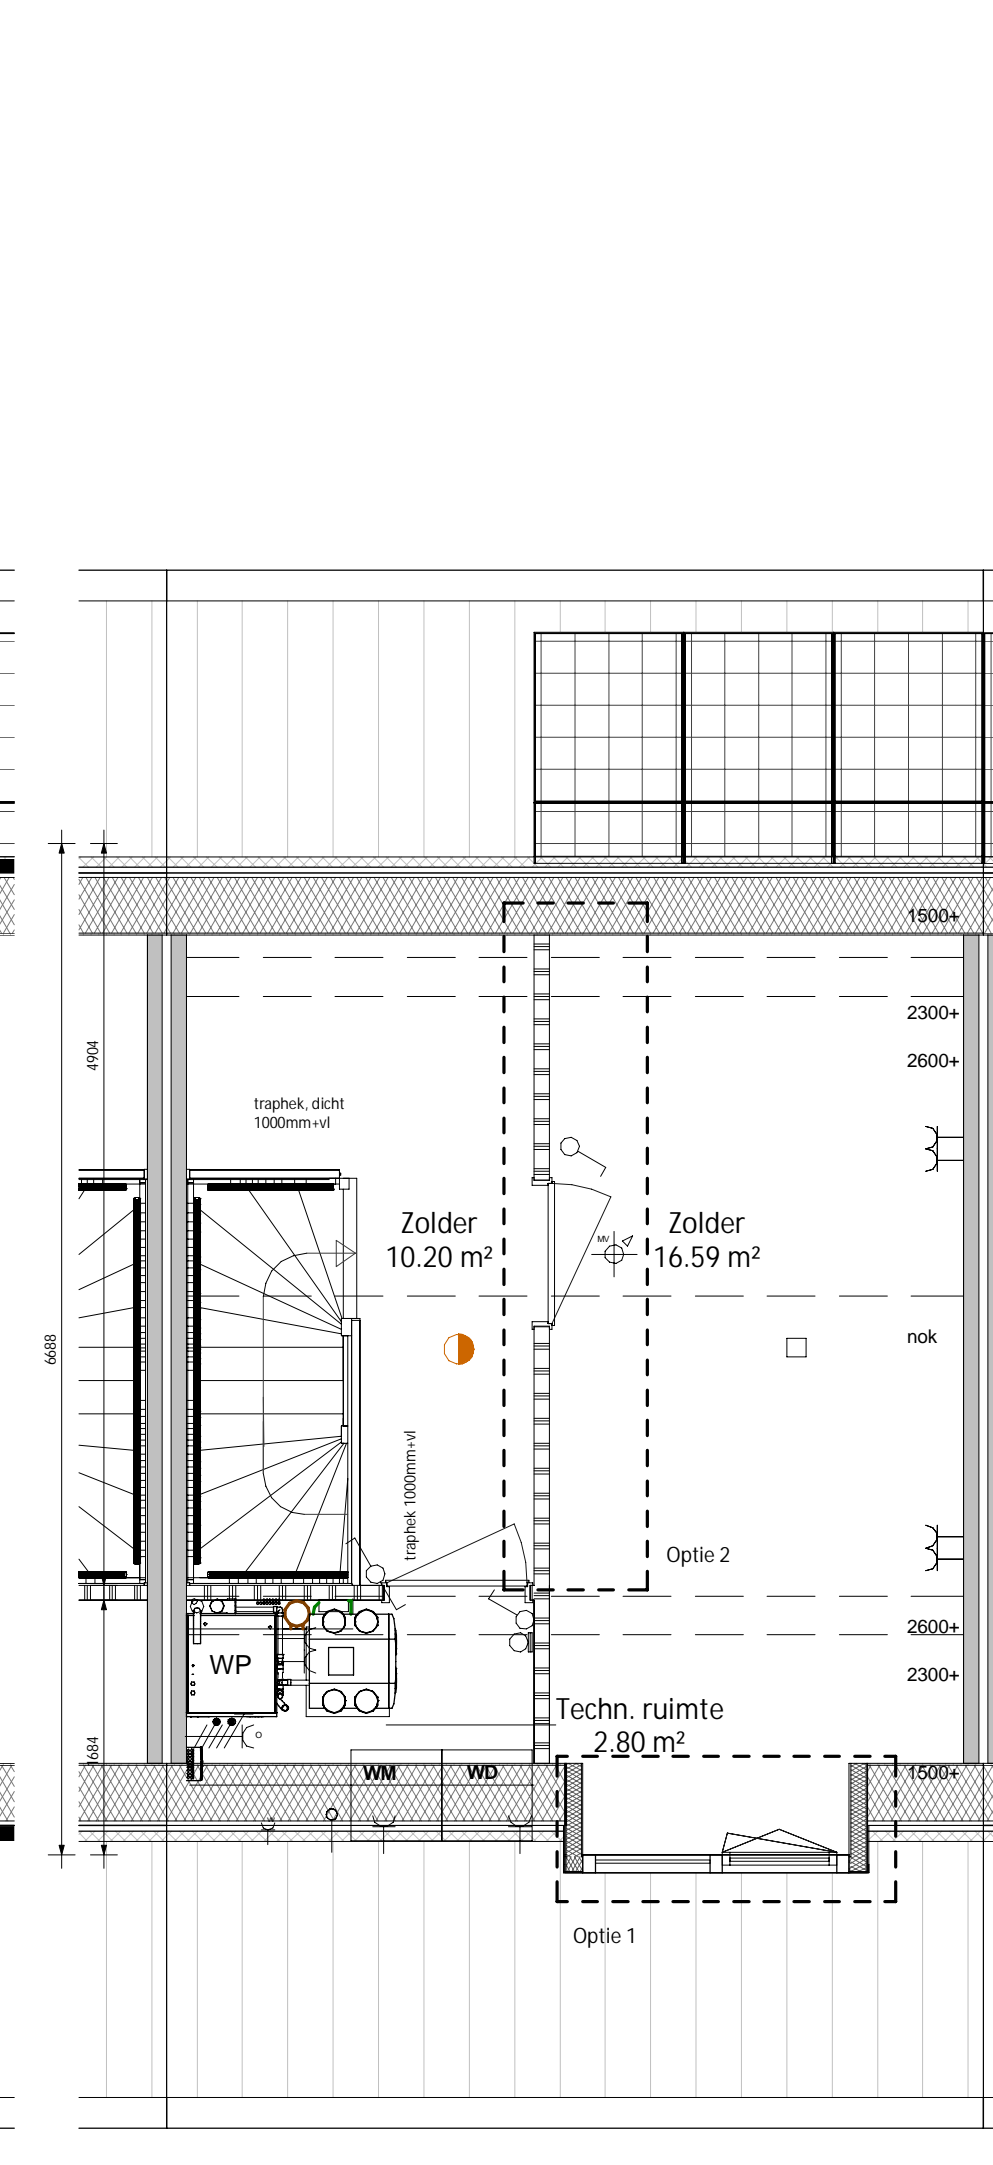 1500+
2300+
2600+
4904
traphek, dicht
1000mm+vl
Zolder
10.20 m²
MV
Zolder
16.59 m²
6688
nok
traphek 1000mm+vl
Optie 2
2600+
WP
2300+
Techn. ruimte
2.80 m²
1684
WM
WD
1500+
Optie 1